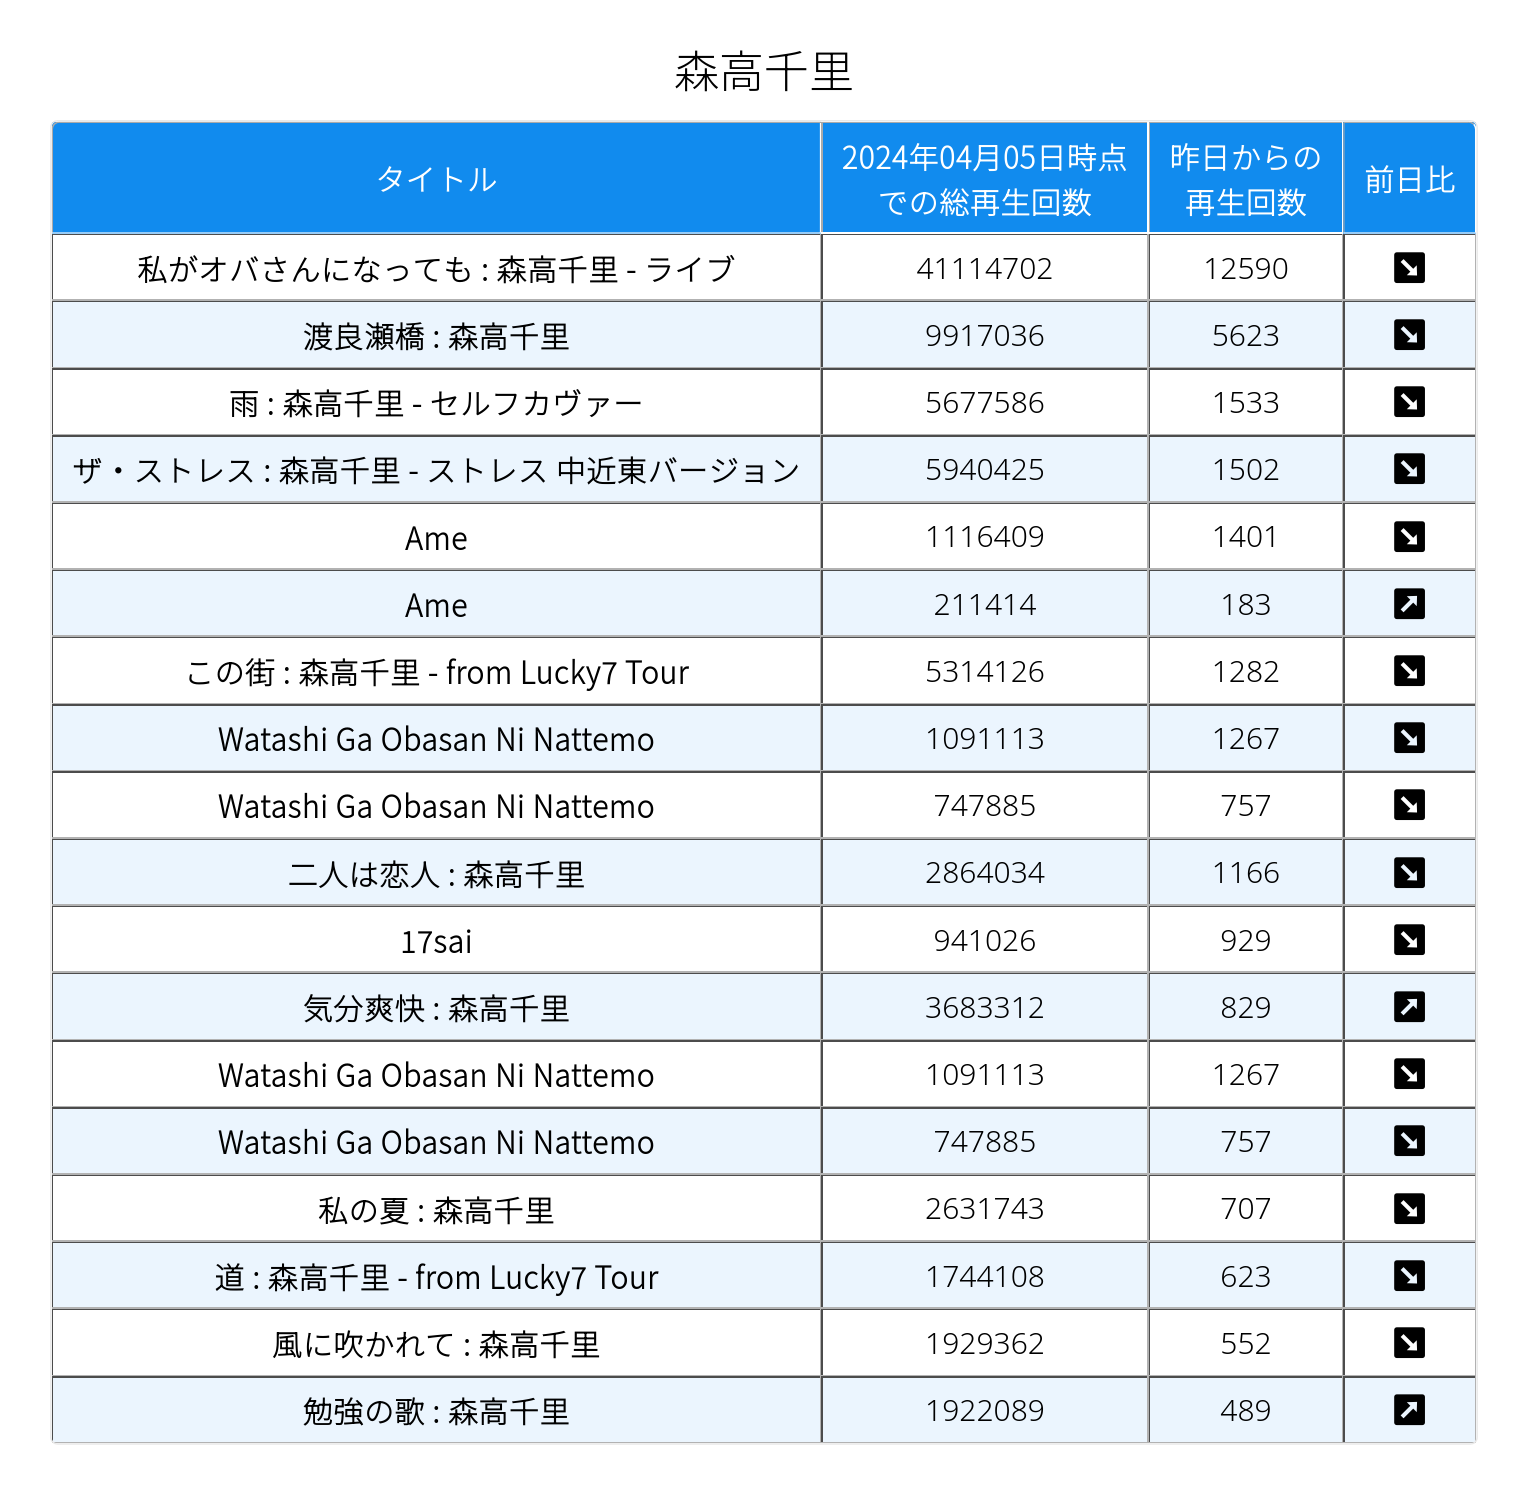 森高千里
タイトル 2024年04月05日時点での総再生回数 昨日からの再生回数 前日比
私がオバさんになっても : 森高千里 - ライブ 41114702 12590 ↘
渡良瀬橋 : 森高千里 9917036 5623 ↘
雨 : 森高千里 - セルフカヴァー 5677586 1533 ↘
ザ・ストレス : 森高千里 - ストレス 中近東バージョン 5940425 1502 ↘
Ame 1116409 1401 ↘
Ame 211414 183 ↗
この街 : 森高千里 - from Lucky7 Tour 5314126 1282 ↘
Watashi Ga Obasan Ni Nattemo 1091113 1267 ↘
Watashi Ga Obasan Ni Nattemo 747885 757 ↘
二人は恋人 : 森高千里 2864034 1166 ↘
17sai 941026 929 ↘
気分爽快 : 森高千里 3683312 829 ↗
Watashi Ga Obasan Ni Nattemo 1091113 1267 ↘
Watashi Ga Obasan Ni Nattemo 747885 757 ↘
私の夏 : 森高千里 2631743 707 ↘
道 : 森高千里 - from Lucky7 Tour 1744108 623 ↘
風に吹かれて : 森高千里 1929362 552 ↘
勉強の歌 : 森高千里 1922089 489 ↗